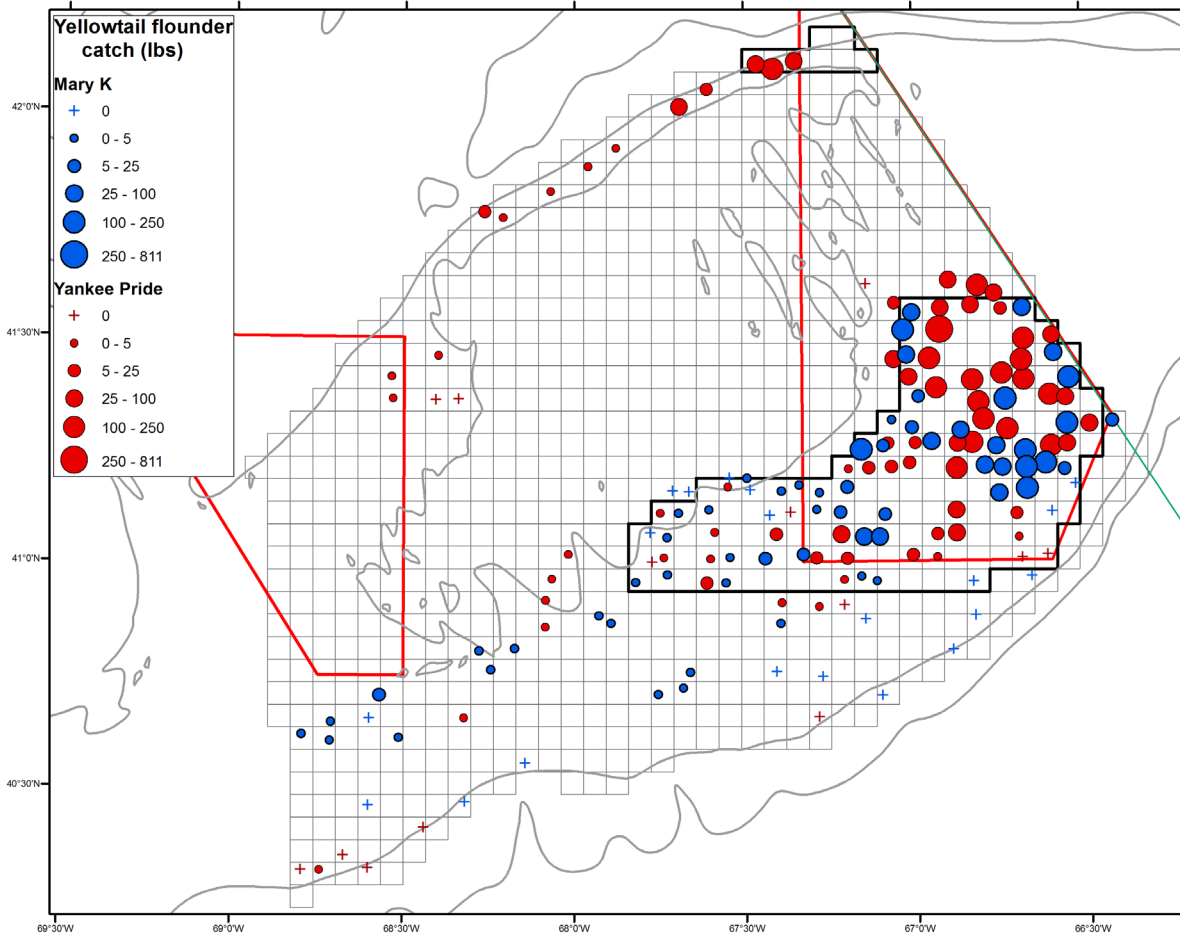 Yellowtail flounder
catch (lbs)
Mary K
0
0 - 5
5 - 25
25 - 100
100 - 250
250 - 811
Yankee Pride
0
0 - 5
5 - 25
25 - 100
100 - 250
250 - 811
42°0'N
41°30'N
41°0'N
40°30'N
69°30'W
69°0'W
68°30'W
68°0'W
67°30'W
67°0'W
66°30'W